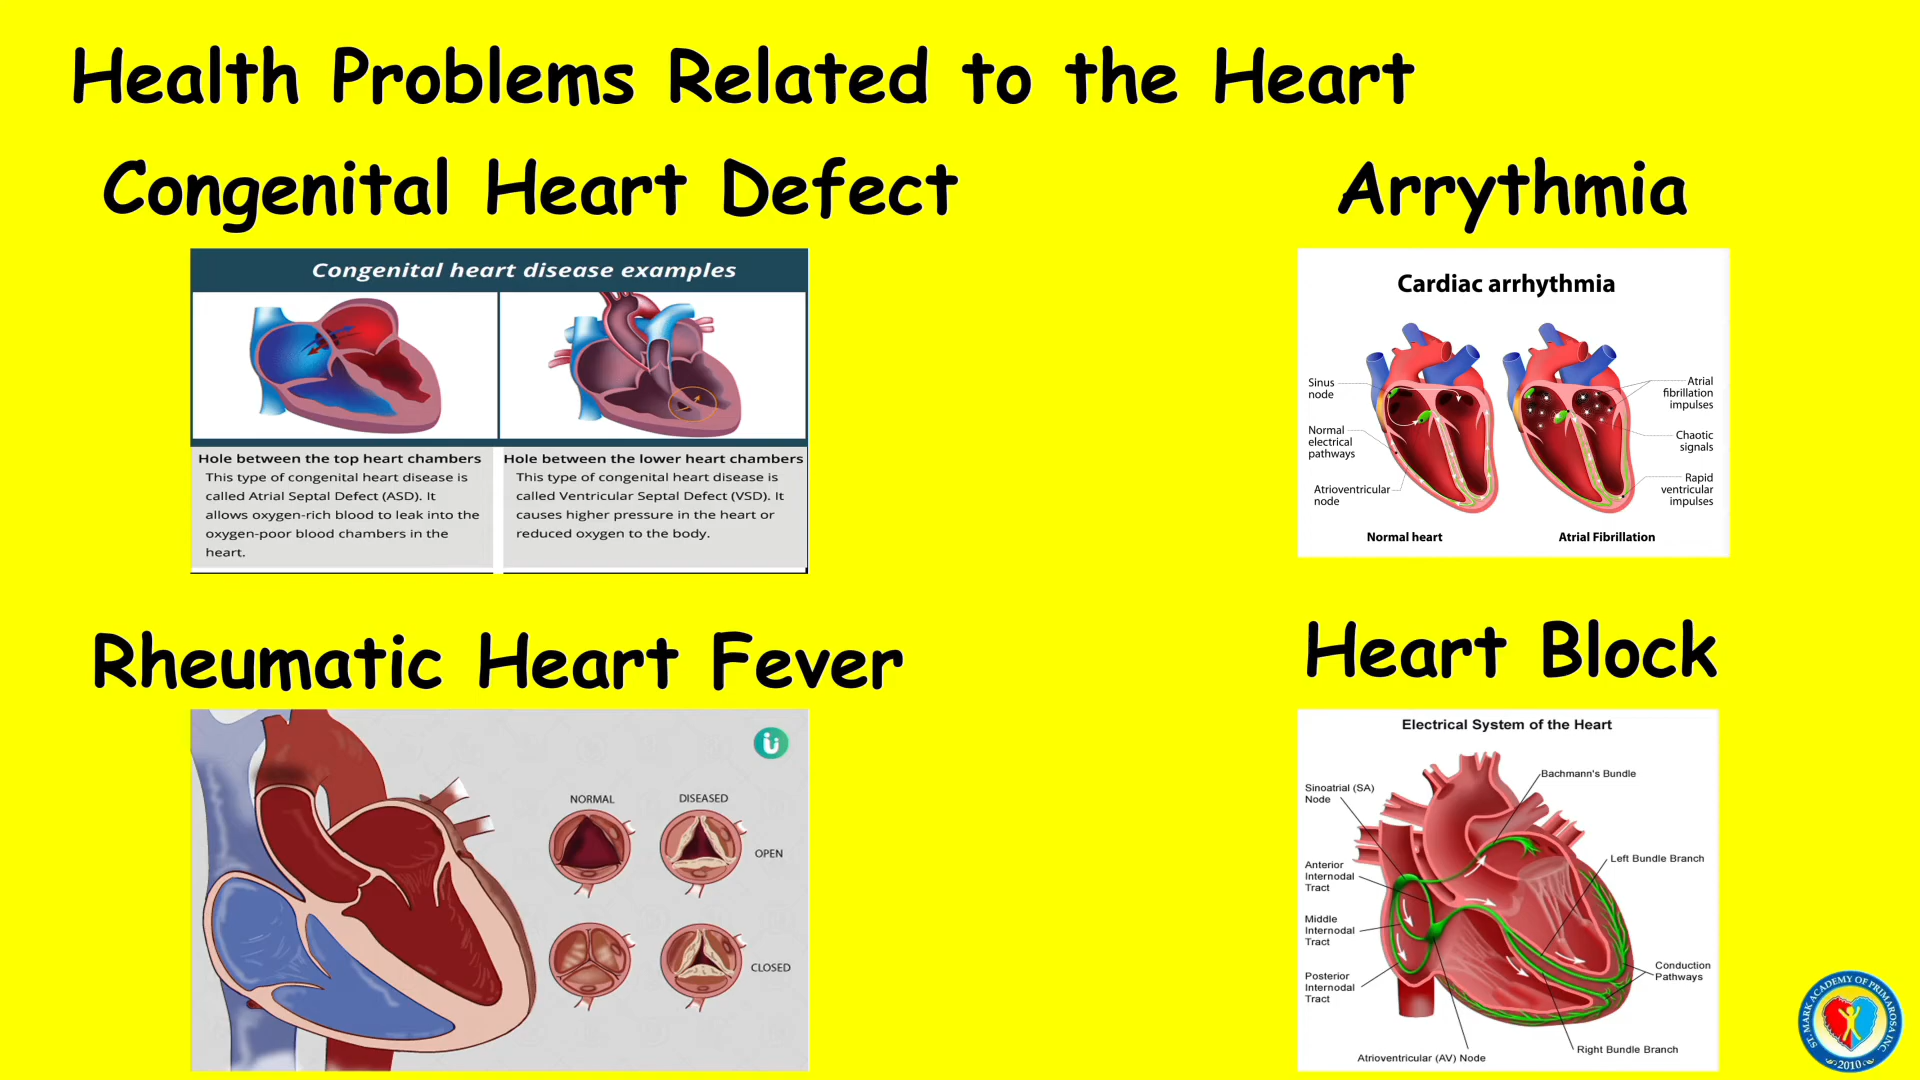 Health Problems Related to the Heart
Congenital Heart Defect
Congenital heart disease examples
Hole between the top heart chambers
This type of congenital heart disease is
called Atrial Septal Defect (ASD). It
allows oxygen-rich blood to leak into the
oxygen-poor blood chambers in the
heart.
Hole between the lower heart chambers
This type of congenital heart disease is
called Ventricular Septal Defect (VSD). It
causes higher pressure in the heart or
reduced oxygen to the body.
Arrythmia
Cardiac arrhythmia
Sinus
node
Normal
electrical
pathways
Atrioventricular
node
Atrial
fibrillation
impulses
Chaotic
signals
Rapid
ventricular
impulses
Normal heart
Atrial Fibrillation
Rheumatic Heart Fever
NORMAL
DISEASED
OPEN
CLOSED
Heart Block
Electrical System of the Heart
Bachmann's Bundle
Sinoatrial (SA)
Node
Left Bundle Branch
Anterior
Internodal
Tract
Middle
Internodal
Tract
Posterior
Internodal
Tract
Conduction
Pathways
Right Bundle Branch
Atrioventricular (AV) Node
ST. MARK ACADEMY OF PRIMAROSA INC.
2010